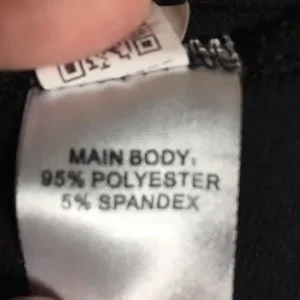 MAIN BODY:
95% POLYESTER
5% SPANDEX